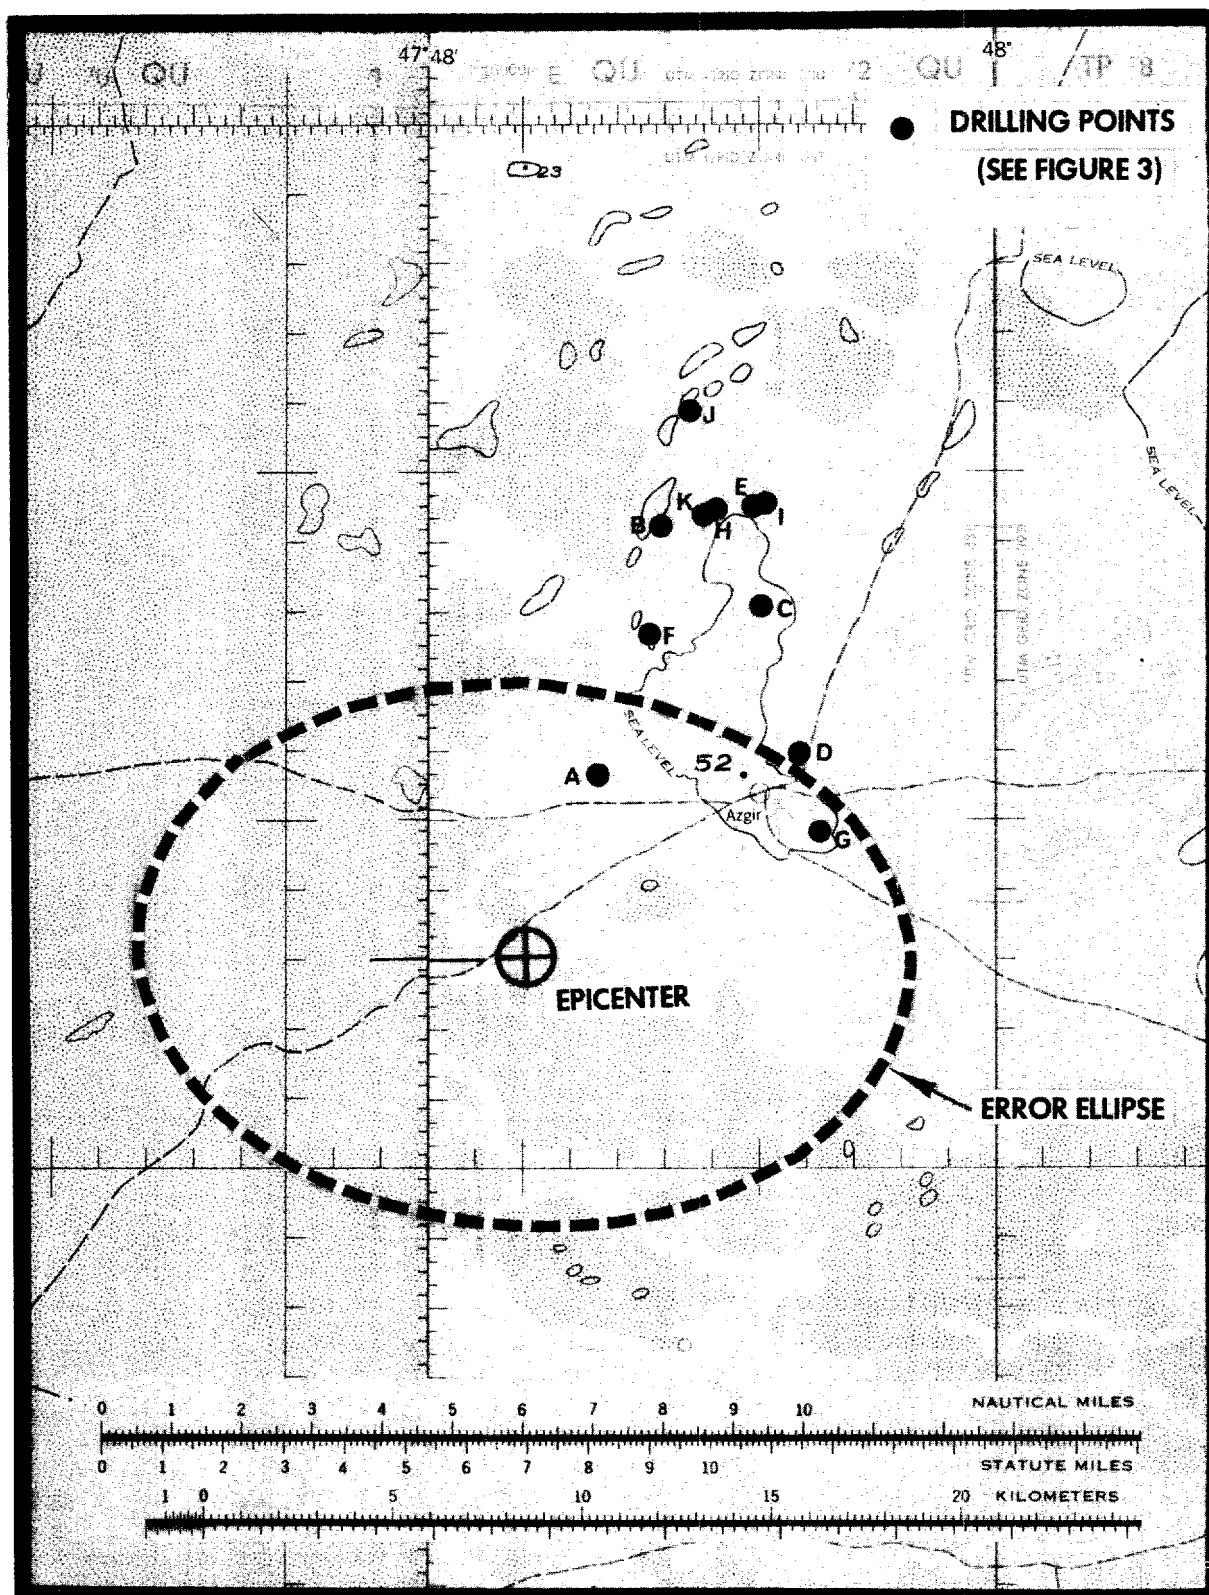 47° 48'
48°
QU
E QU
QU
TP
DRILLING POINTS
(SEE FIGURE 3)
23
SEA LEVEL
J
SEA LEVEL
K
E
B
H
I
C
F
SEA LEVEL
52
D
A
Azgir
G
EPICENTER
ERROR ELLIPSE
0 1 2 3 4 5 6 7 8 9 10 NAUTICAL MILES
0 1 2 3 4 5 6 7 8 9 10 STATUTE MILES
1 0 5 10 15 20 KILOMETERS